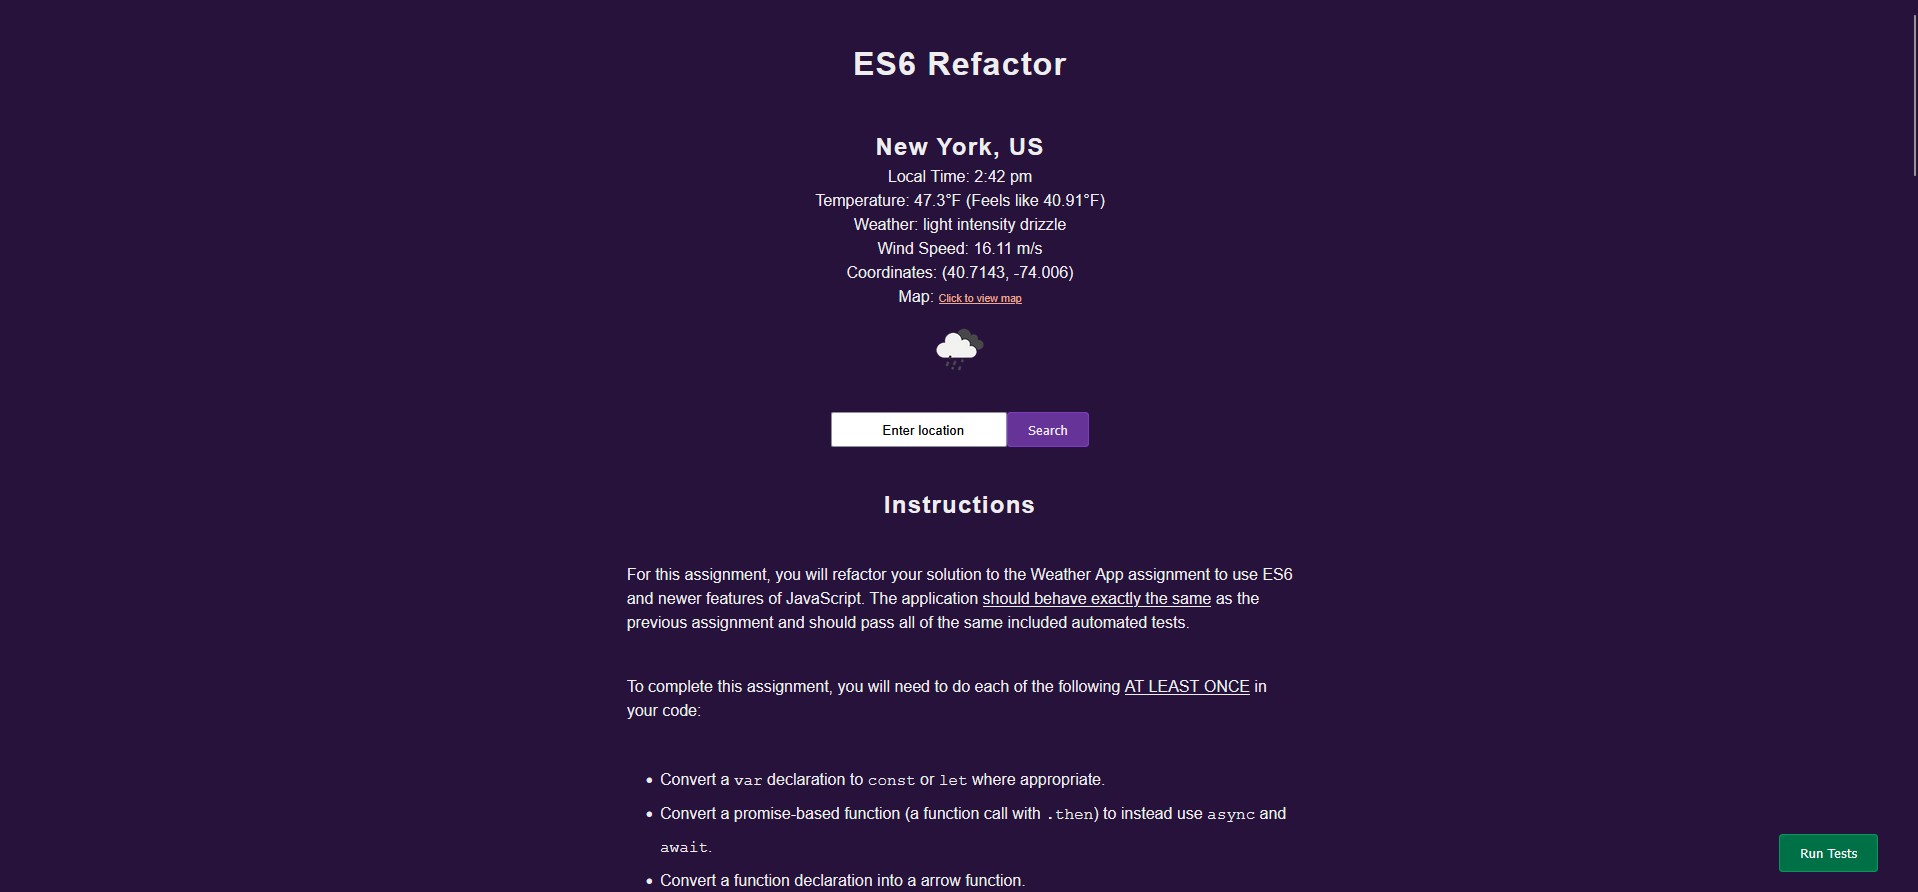 ES6 Refactor
New York, US
Local Time: 2:42 pm
Temperature: 47.3°F (Feels like 40.91°F)
Weather: light intensity drizzle
Wind Speed: 16.11 m/s
Coordinates: (40.7143, -74.006)
Map: Click to view map
Enter location
Search
Instructions
For this assignment, you will refactor your solution to the Weather App assignment to use ES6
and newer features of JavaScript. The application should behave exactly the same as the
previous assignment and should pass all of the same included automated tests.
To complete this assignment, you will need to do each of the following AT LEAST ONCE in
your code:
• Convert a var declaration to const or let where appropriate.
• Convert a promise-based function (a function call with .then) to instead use async and
await.
• Convert a function declaration into a arrow function.
Run Tests